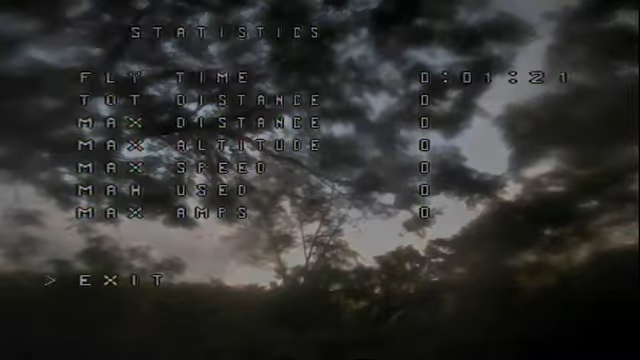 STATISTICS
FLY TIME 0:01:21
TOT DISTANCE 0
MAX DISTANCE 0
MAX ALTITUDE 0
MAX SPEED 0
MAH USED 0
MAX AMPS 0
> EXIT